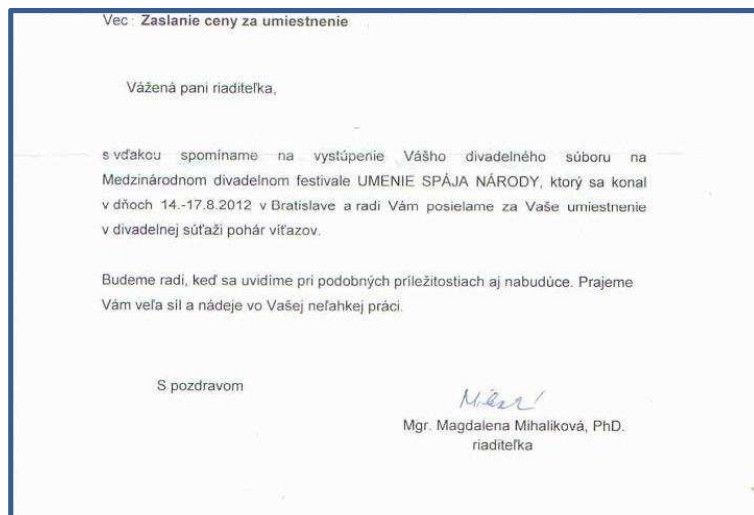 Vec : Zaslanie ceny za umiestnenie
Vážená pani riaditeľka,
s vďakou spomíname na vystúpenie Vášho divadelného súboru na
Medzinárodnom divadelnom festivale UMENIE SPÁJA NÁRODY, ktorý sa konal
v dňoch 14.-17.8.2012 v Bratislave a radi Vám posielame za Vaše umiestnenie
v divadelnej súťaži pohár víťazov.
Budeme radi, keď sa uvidíme pri podobných príležitostiach aj nabudúce. Prajeme
Vám veľa síl a nádeje vo Vašej neľahkej práci.
S pozdravom
Mgr. Magdalena Mihaliková, PhD.
riaditeľka